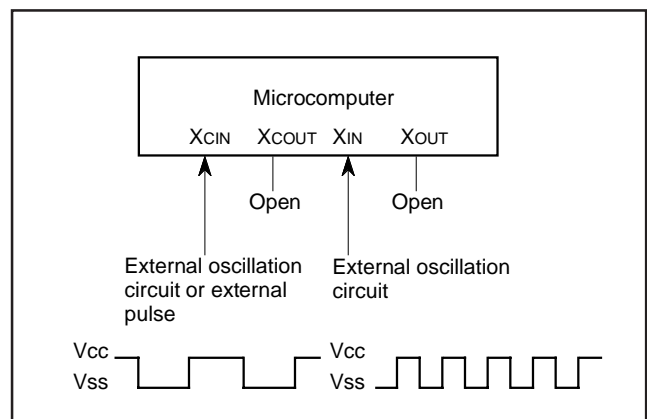 Microcomputer
XCIN XCOUT XIN XOUT
Open Open
External oscillation
circuit or external
pulse
External oscillation
circuit
Vcc Vcc
Vss Vss